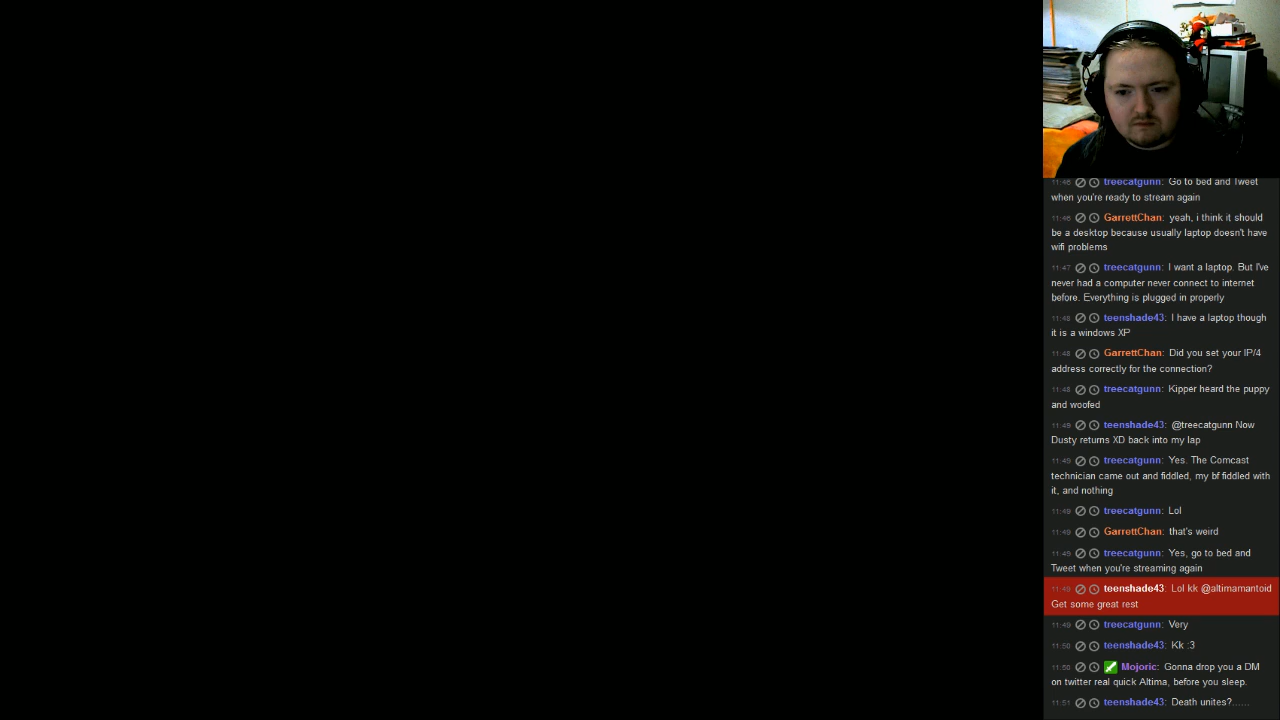 11:46 treecatgunn: Go to bed and Tweet
when you're ready to stream again
11:46 GarrettChan: yeah, i think it should
be a desktop because usually laptop doesn't have
wifi problems
11:47 treecatgunn: I want a laptop. But I've
never had a computer never connect to internet
before. Everything is plugged in properly
11:48 teenshade43: I have a laptop though
it is a windows XP
11:48 GarrettChan: Did you set your IP/4
address correctly for the connection?
11:48 treecatgunn: Kipper heard the puppy
and woofed
11:49 teenshade43: @treecatgunn Now
Dusty returns XD back into my lap
11:49 treecatgunn: Yes. The Comcast
technician came out and fiddled, my bf fiddled with
it, and nothing
11:49 treecatgunn: Lol
11:49 GarrettChan: that's weird
11:49 treecatgunn: Yes, go to bed and
Tweet when you're streaming again
11:49 teenshade43: Lol kk @altimamantoid
Get some great rest
11:49 treecatgunn: Very
11:50 teenshade43: Kk :3
11:50 Mojoric: Gonna drop you a DM
on twitter real quick Altima, before you sleep.
11:51 teenshade43: Death unites?......